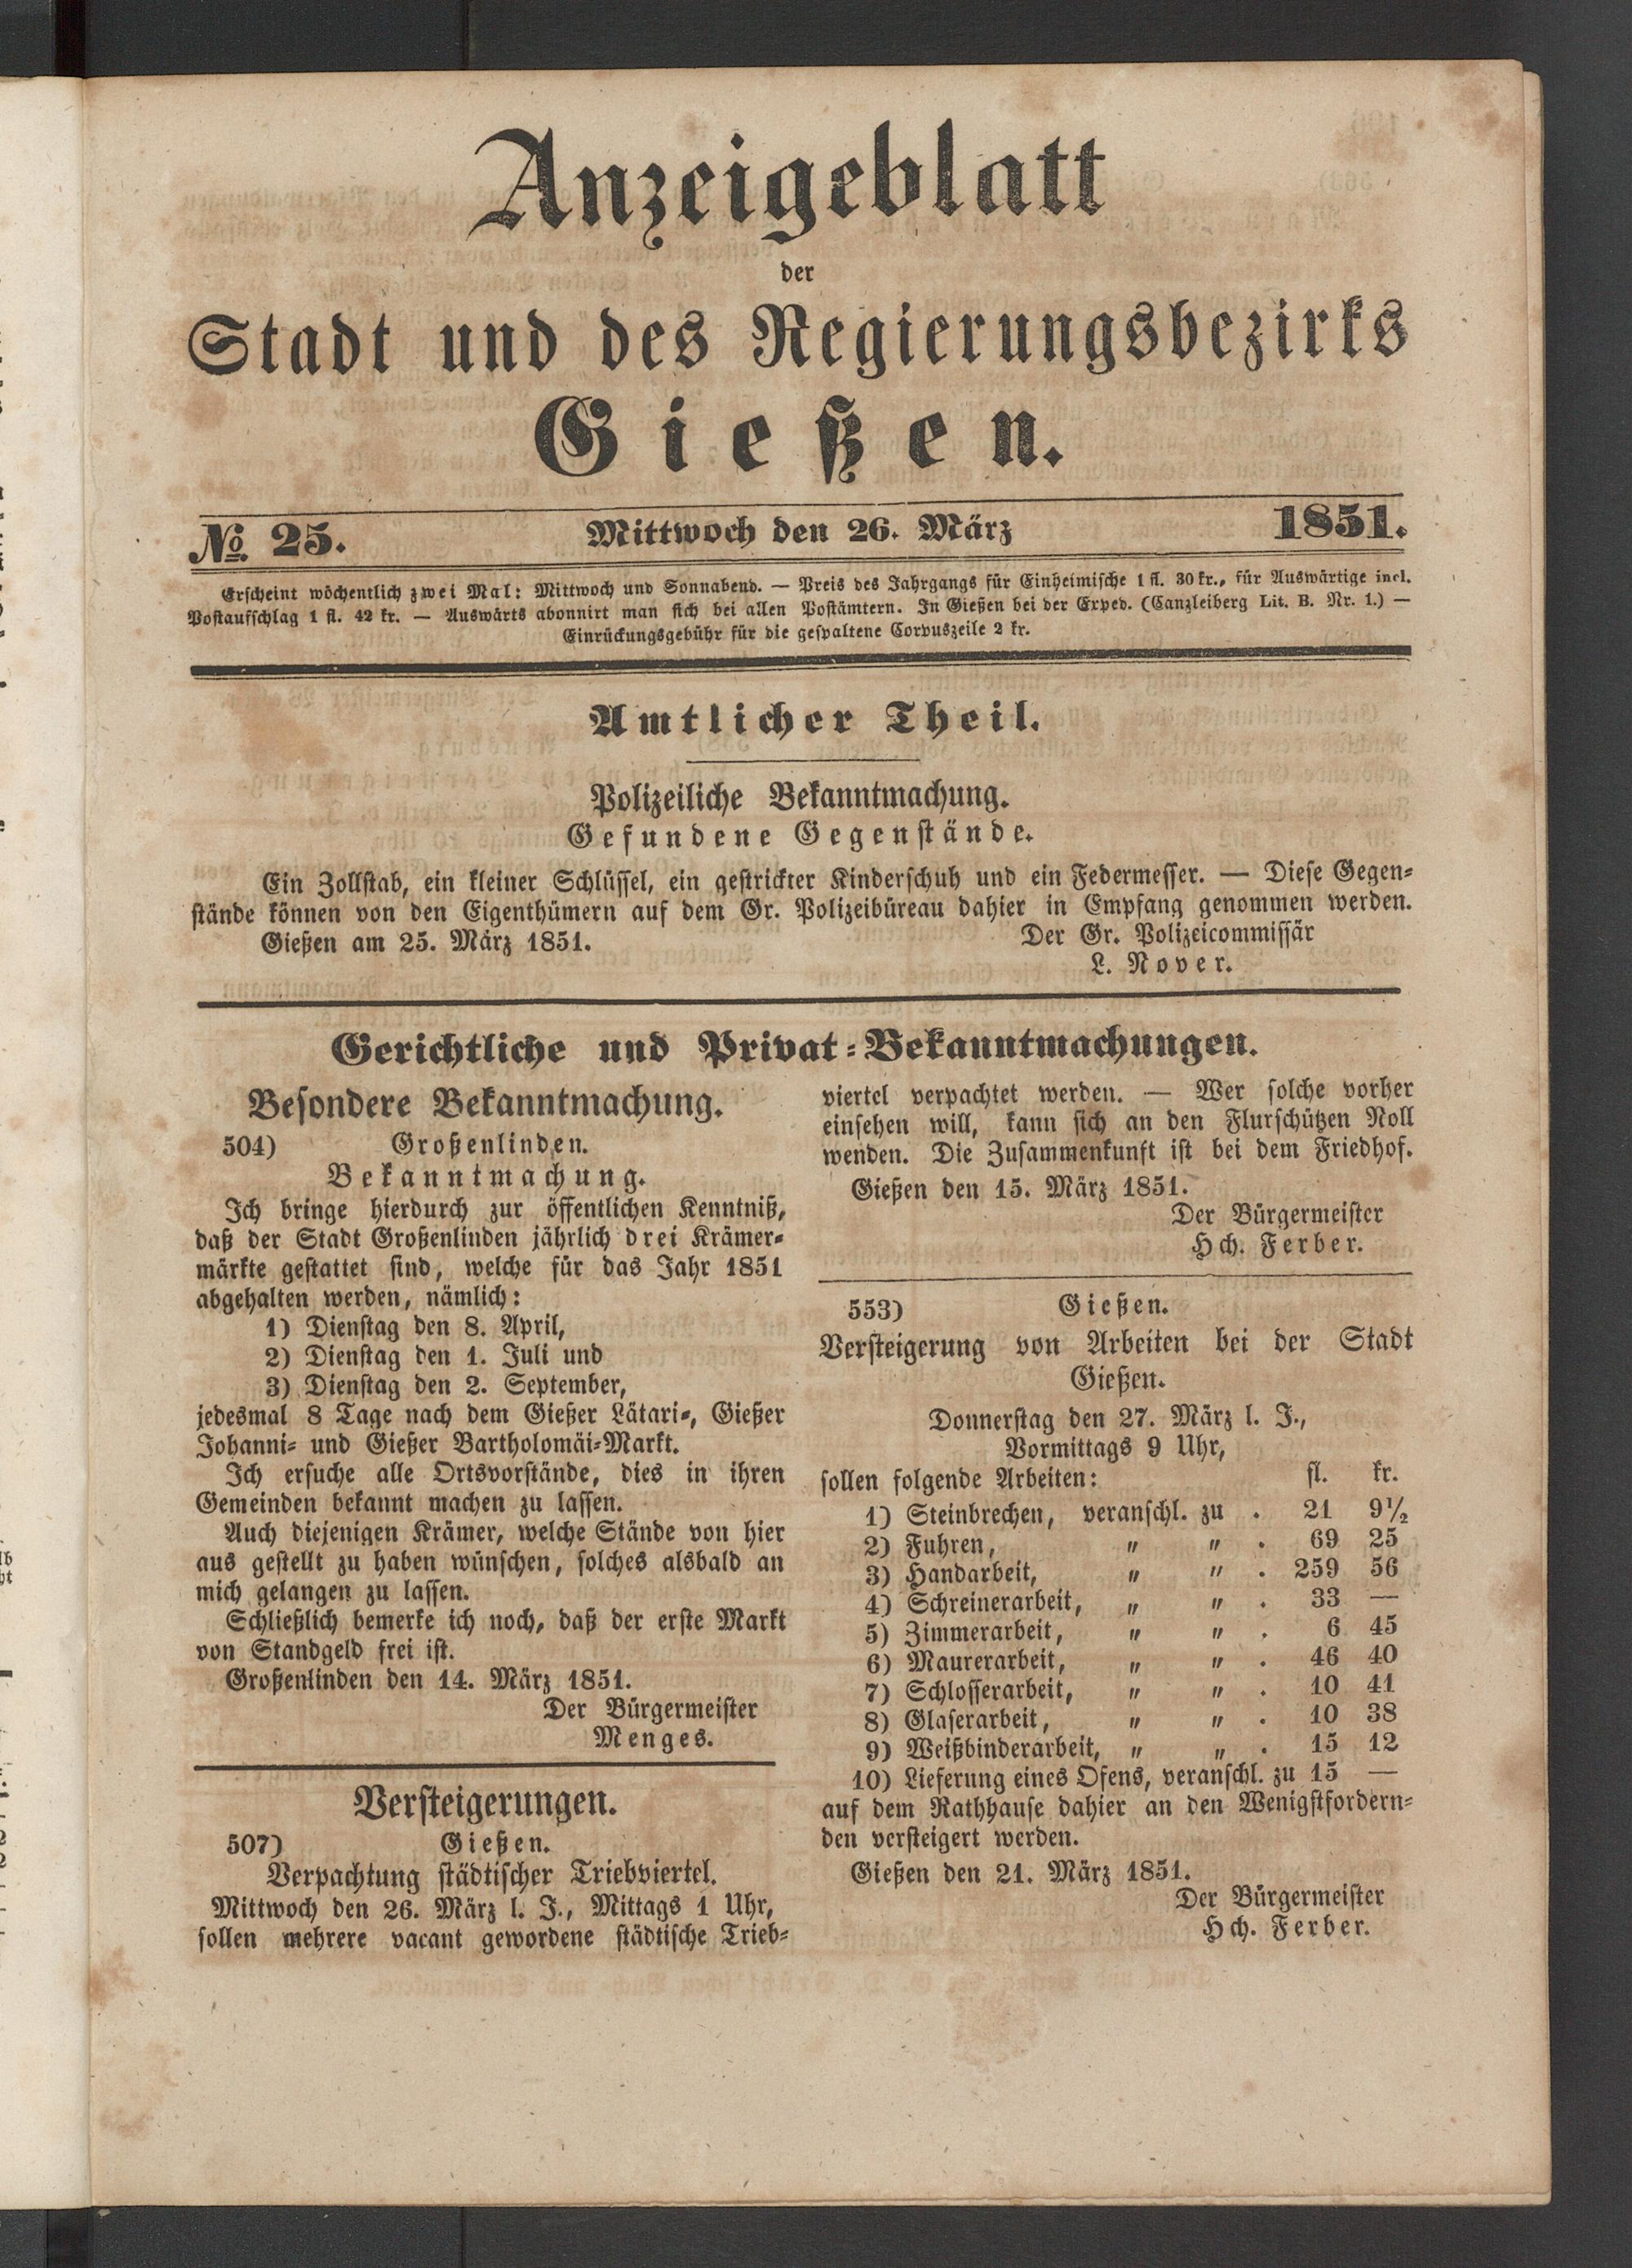 Anzeigeblatt
der
Stadt und des Regierungsbezirks
Gießen.
№ 25. Mittwoch den 26. März 1851.
Erscheint wöchentlich zwei Mal: Mittwoch und Sonnabend. — Preis des Jahrgangs für Einheimische 1 fl. 30 kr., für Auswärtige incl.
Postaufschlag 1 fl. 42 kr. — Auswärts abonnirt man sich bei allen Postämtern. In Gießen bei der Exped. (Canzleiberg Lit. B. Nr. 1.) —
Einrückungsgebühr für die gespaltene Corpuszeile 2 kr.
Amtlicher Theil.
Polizeiliche Bekanntmachung.
Gefundene Gegenstände.
Ein Zollstab, ein kleiner Schlüssel, ein gestrickter Kinderschuh und ein Federmesser. — Diese Gegen-
stände können von den Eigenthümern auf dem Gr. Polizeibüreau dahier in Empfang genommen werden.
Gießen am 25. März 1851. Der Gr. Polizeicommissär
L. Nover.
Gerichtliche und Privat-Bekanntmachungen.
Besondere Bekanntmachung.
504) Großenlinden.
Bekanntmachung.
Ich bringe hierdurch zur öffentlichen Kenntniß,
daß der Stadt Großenlinden jährlich drei Krämer-
märkte gestattet sind, welche für das Jahr 1851
abgehalten werden, nämlich:
1) Dienstag den 8. April,
2) Dienstag den 1. Juli und
3) Dienstag den 2. September,
jedesmal 8 Tage nach dem Gießer Lätari-, Gießer
Johanni- und Gießer Bartholomäi-Markt.
Ich ersuche alle Ortsvorstände, dies in ihren
Gemeinden bekannt machen zu lassen.
Auch diejenigen Krämer, welche Stände von hier
aus gestellt zu haben wünschen, solches alsbald an
mich gelangen zu lassen.
Schließlich bemerke ich noch, daß der erste Markt
von Standgeld frei ist.
Großenlinden den 14. März 1851.
Der Bürgermeister
Menges.
Versteigerungen.
507) Gießen.
Verpachtung städtischer Triebviertel.
Mittwoch den 26. März l. J., Mittags 1 Uhr,
sollen mehrere vacant gewordene städtische Trieb-
viertel verpachtet werden. — Wer solche vorher
einsehen will, kann sich an den Flurschützen Noll
wenden. Die Zusammenkunft ist bei dem Friedhof.
Gießen den 15. März 1851.
Der Bürgermeister
Hch. Ferber.
553) Gießen.
Versteigerung von Arbeiten bei der Stadt
Gießen.
Donnerstag den 27. März l. J.,
Vormittags 9 Uhr,
sollen folgende Arbeiten: fl. kr.
1) Steinbrechen, veranschl. zu . 21 9½
2) Fuhren, " " . 69 25
3) Handarbeit, " " . 259 56
4) Schreinerarbeit, " " . 33 —
5) Zimmerarbeit, " " . 6 45
6) Maurerarbeit, " " . 46 40
7) Schlosserarbeit, " " . 10 41
8) Glaserarbeit, " " . 10 38
9) Weißbinderarbeit, " " . 15 12
10) Lieferung eines Ofens, veranschl. zu 15 —
auf dem Rathhause dahier an den Wenigstfordern-
den versteigert werden.
Gießen den 21. März 1851.
Der Bürgermeister
Hch. Ferber.